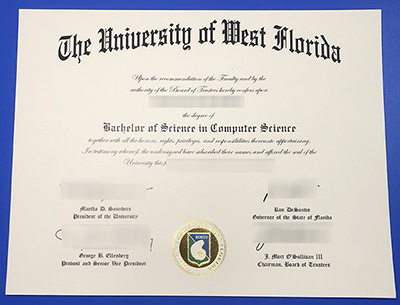 The University of West Florida
Upon the recommendation of the Faculty and by the
authority of the Board of Trustees hereby confers upon
the degree of
Bachelor of Science in Computer Science
together with all the honors, rights, privileges, and responsibilities thereunto appertaining.
In testimony whereof, the undersigned have subscribed their names and affixed the seal of the
University this
Martha D. Saunders
President of the University
Ron DeSantis
Governor of the State of Florida
George B. Ellenberg
Provost and Senior Vice President
J. Mort O'Sullivan III
Chairman, Board of Trustees